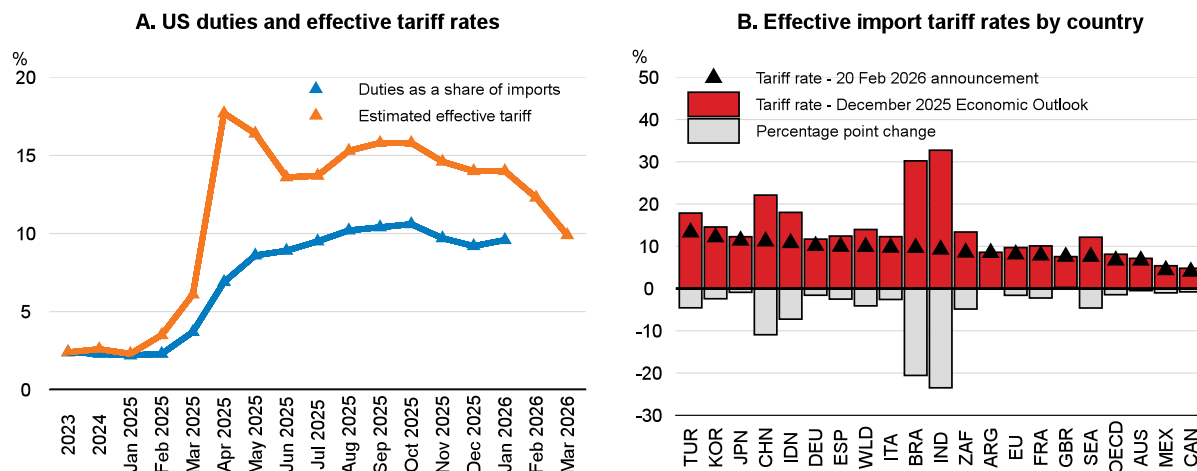 A. US duties and effective tariff rates
%
20
15
10
5
0
Duties as a share of imports
Estimated effective tariff
2023
2024
Jan 2025
Feb 2025
Mar 2025
Apr 2025
May 2025
Jun 2025
Jul 2025
Aug 2025
Sep 2025
Oct 2025
Nov 2025
Dec 2025
Jan 2026
Feb 2026
Mar 2026
B. Effective import tariff rates by country
%
50
40
30
20
10
0
-10
-20
-30
Tariff rate - 20 Feb 2026 announcement
Tariff rate - December 2025 Economic Outlook
Percentage point change
TUR
KOR
JPN
CHN
IDN
DEU
ESP
WLD
ITA
BRA
IND
ZAF
ARG
EU
FRA
GBR
SEA
OECD
AUS
MEX
CAN